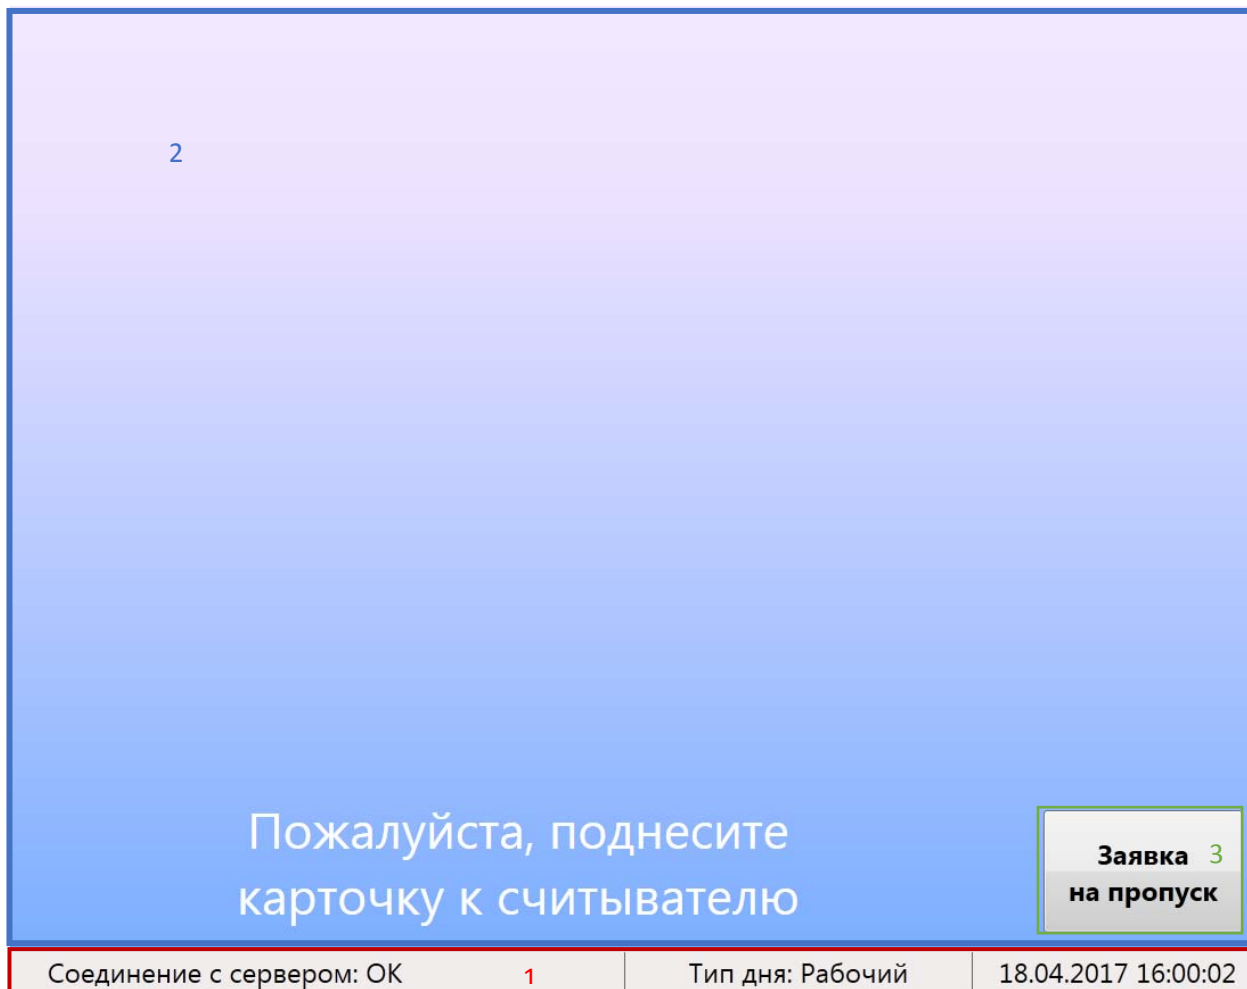 2
Пожалуйста, поднесите
карточку к считывателю
Заявка 3
на пропуск
Соединение с сервером: ОК 1 Тип дня: Рабочий 18.04.2017 16:00:02